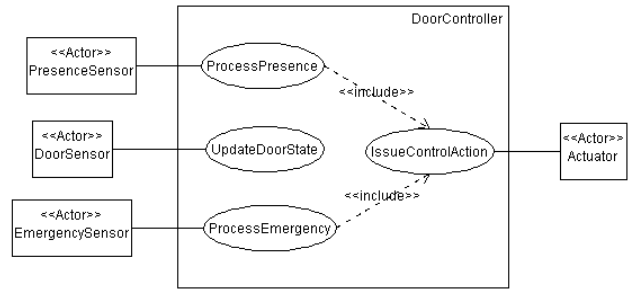 DoorController
<<Actor>>
PresenceSensor
ProcessPresence
<<include>>
<<Actor>>
DoorSensor
UpdateDoorState
IssueControlAction
<<Actor>>
Actuator
<<include>>
<<Actor>>
EmergencySensor
ProcessEmergency